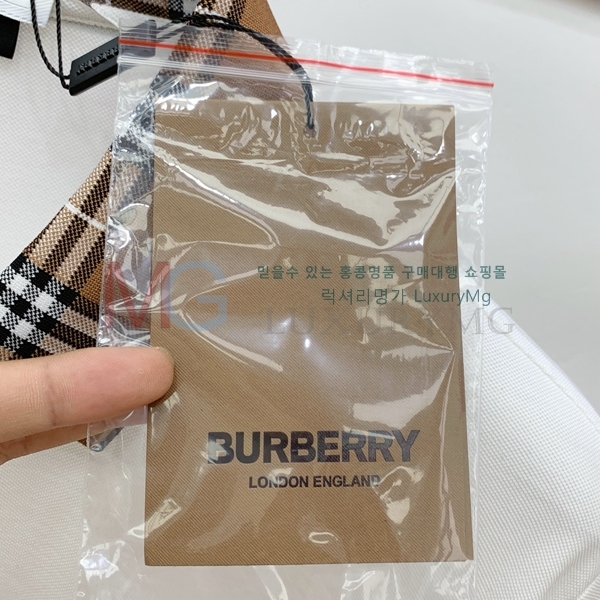 믿을수 있는 홍콩명품 구매대행 쇼핑몰
MG
럭셔리명가 LuxuryMg
LUXURYMG
BURBERRY
LONDON ENGLAND